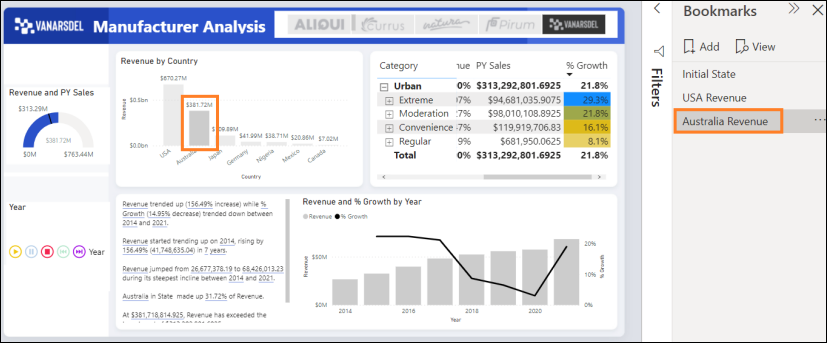 VANARSDEL Manufacturer Analysis
ALIQUI Currus natura Pirum VANARSDEL
Revenue and PY Sales
$313.29M
$381.72M
$0M $763.44M
Year
Year
Revenue by Country
$870.27M
$381.72M
$41.99M $38.71M $20.86M $7.02M
$0.5bn
$0.0bn
Revenue
USA Australia Japan Germany Nigeria Mexico Canada
Country
Category PY Sales % Growth
Urban 0% $313,292,801.6925 21.8%
Extreme 7% $94,681,035.9075 29.3%
Moderation $98,010,108.8925 21.8%
Convenience $119,919,706.83 16.1%
Regular 9% $681,950.0625 8.1%
Total 0% $313,292,801.6925 21.8%
Revenue trended up (156.49% increase) while %
Growth (14.95% decrease) trended down between
2014 and 2021.
Revenue started trending up on 2014, rising by
156.49% (41,748,635.04) in 7 years.
Revenue jumped from 26,677,378.19 to 68,426,013.23
during its steepest incline between 2014 and 2021.
Australia in State made up 31.72% of Revenue.
At $381,718,814.925, Revenue has exceeded the
Revenue and % Growth by Year
Revenue % Growth
$50M
$0M
Revenue
20%
10%
0%
% Growth
2014 2016 2018 2020
Year
Filters
Bookmarks
Add View
Initial State
USA Revenue
Australia Revenue